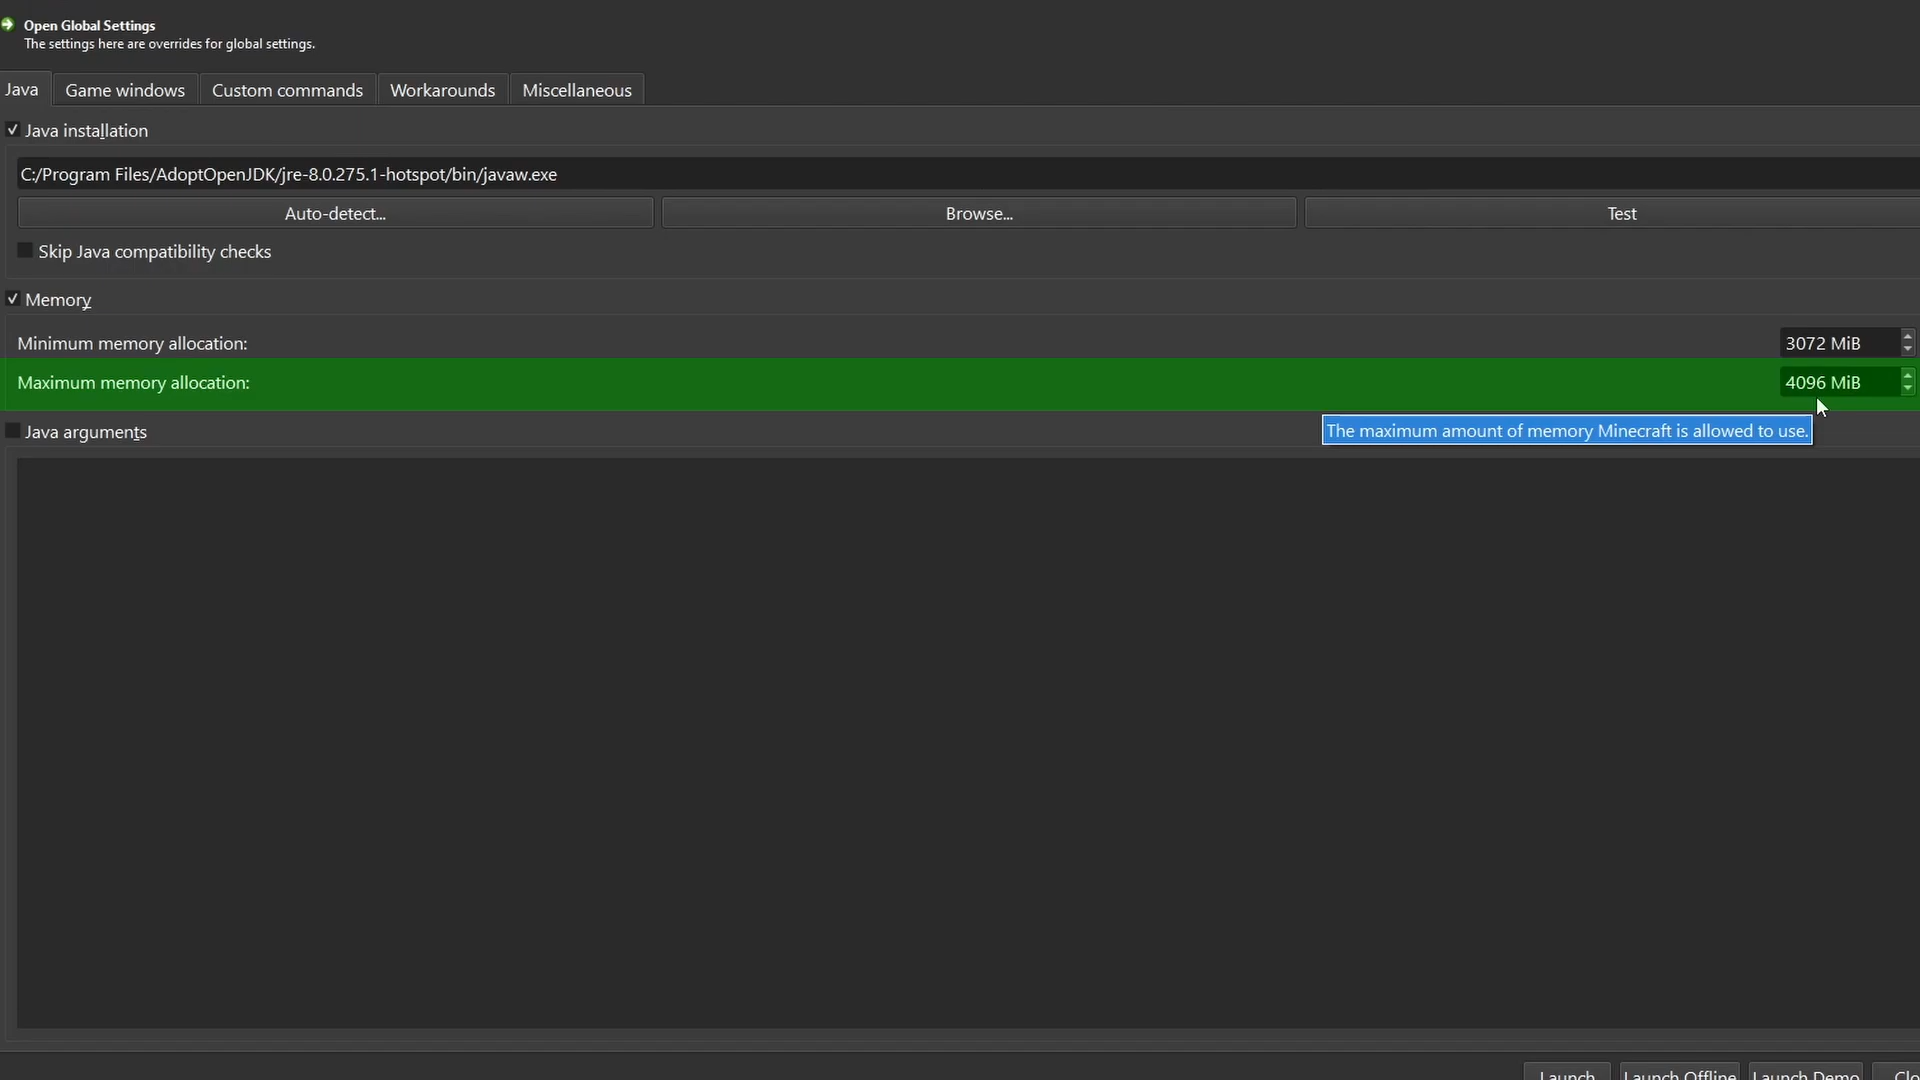 Open Global Settings
The settings here are overrides for global settings.
Java
Game windows
Custom commands
Workarounds
Miscellaneous
Java installation
C:/Program Files/AdoptOpenJDK/jre-8.0.275.1-hotspot/bin/javaw.exe
Auto-detect...
Browse...
Test
Skip Java compatibility checks
Memory
Minimum memory allocation:
3072 MiB
Maximum memory allocation:
4096 MiB
Java arguments
The maximum amount of memory Minecraft is allowed to use.
Launch
Launch Offline
Launch Demo
Clo